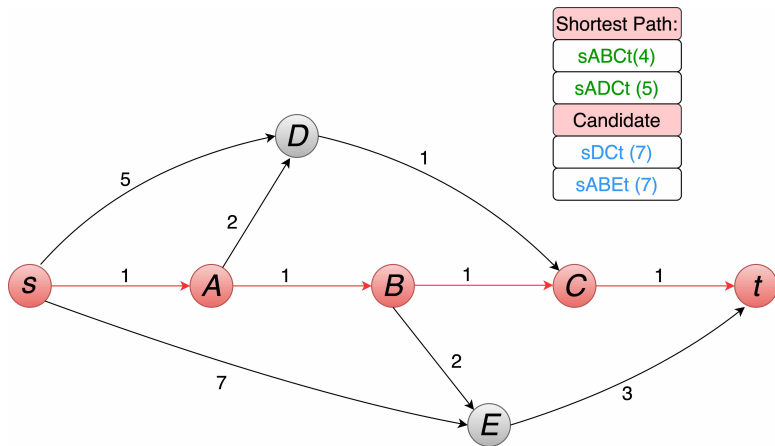 Shortest Path:
sABCt(4)
sADCt (5)
Candidate
sDCt (7)
sABEt (7)
D
5
1
2
s
1
A
1
B
1
C
1
t
2
7
3
E